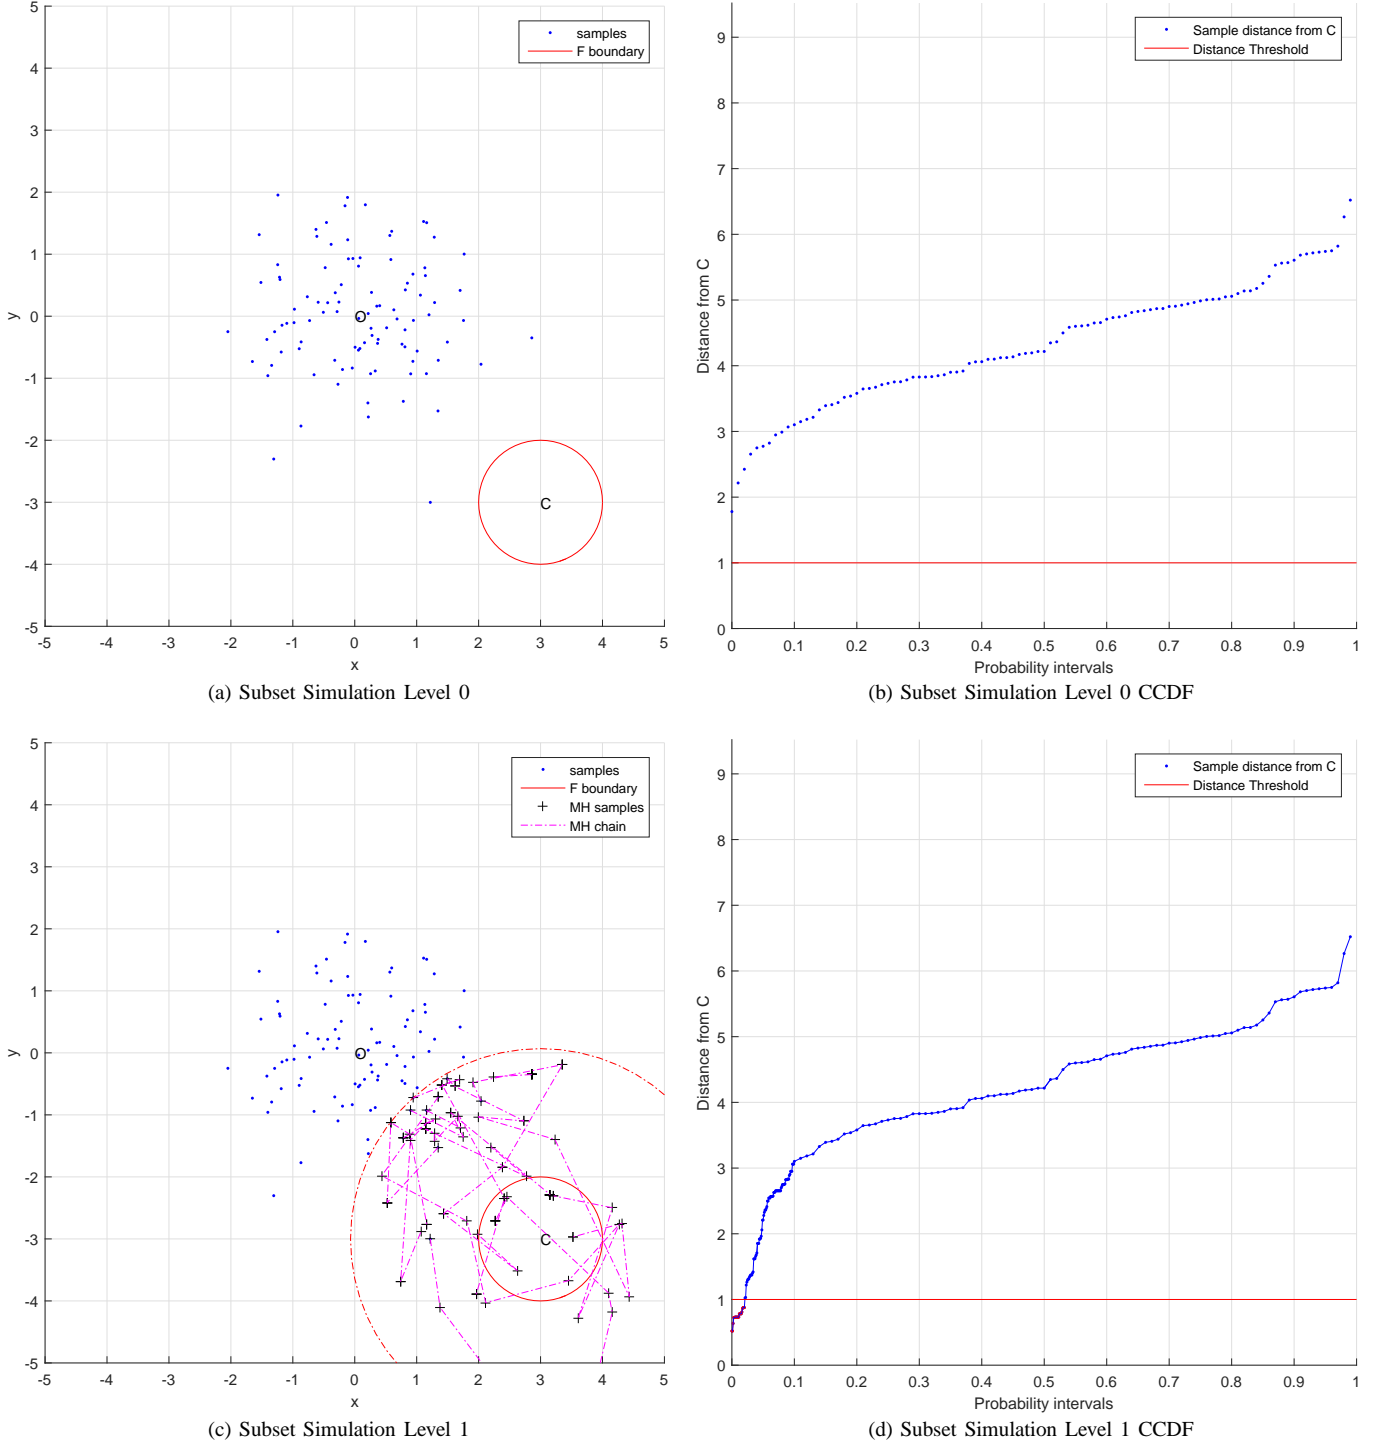 5
4
3
2
1
0
-1
-2
-3
-4
-5
-5 -4 -3 -2 -1 0 1 2 3 4 5
x
y
samples
F boundary
O
C
(a) Subset Simulation Level 0
9
8
7
6
5
4
3
2
1
0
0 0.1 0.2 0.3 0.4 0.5 0.6 0.7 0.8 0.9 1
Probability intervals
Distance from C
Sample distance from C
Distance Threshold
(b) Subset Simulation Level 0 CCDF
5
4
3
2
1
0
-1
-2
-3
-4
-5
-5 -4 -3 -2 -1 0 1 2 3 4 5
x
y
samples
F boundary
MH samples
MH chain
O
C
(c) Subset Simulation Level 1
9
8
7
6
5
4
3
2
1
0
0 0.1 0.2 0.3 0.4 0.5 0.6 0.7 0.8 0.9 1
Probability intervals
Distance from C
Sample distance from C
Distance Threshold
(d) Subset Simulation Level 1 CCDF